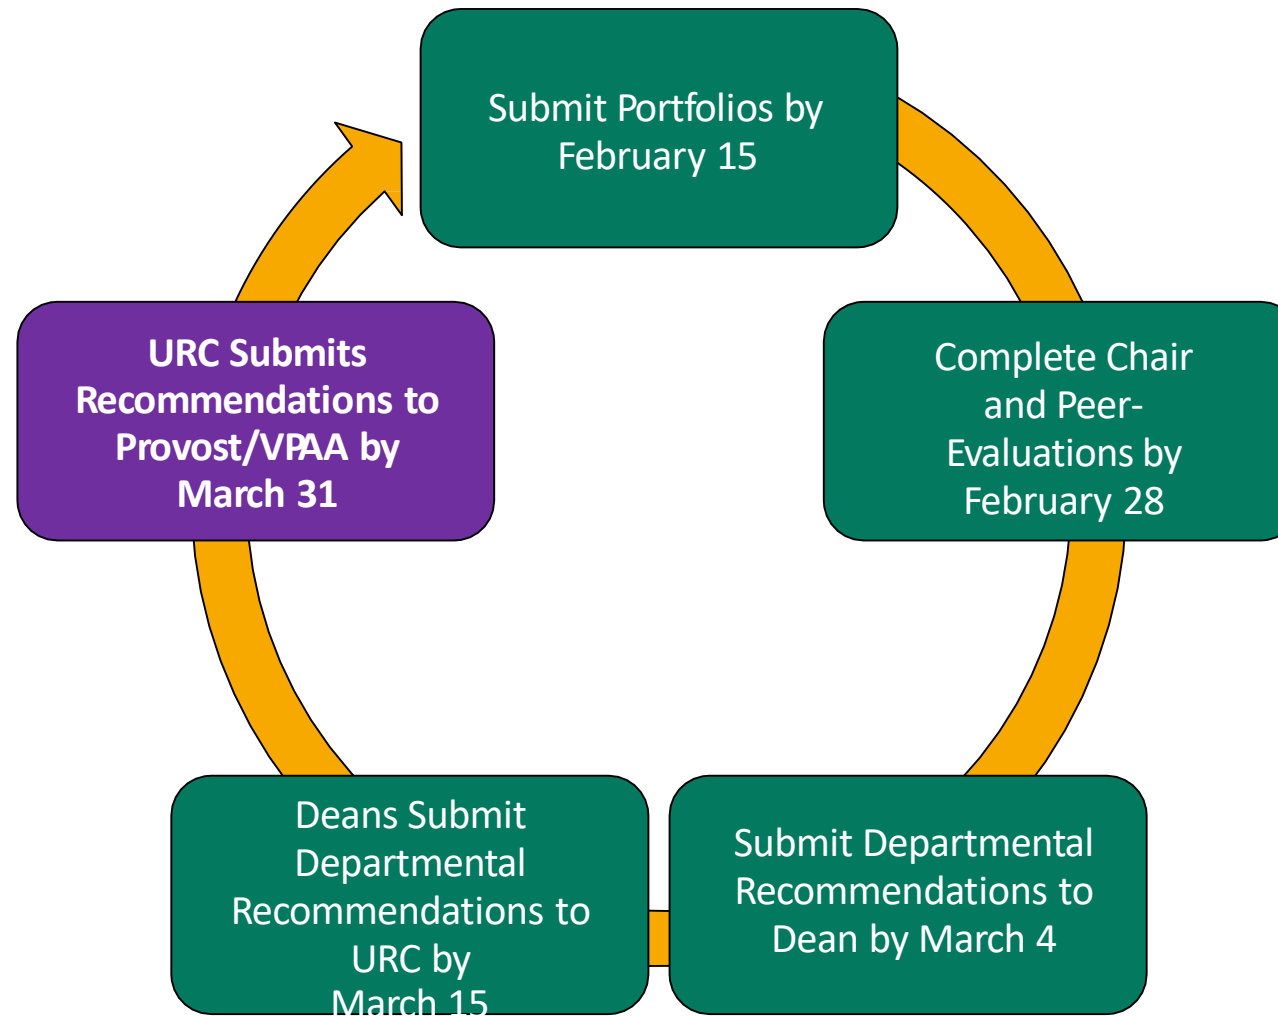 Submit Portfolios by
February 15
Complete Chair
and Peer-
Evaluations by
February 28
Submit Departmental
Recommendations to
Dean by March 4
Deans Submit
Departmental
Recommendations to
URC by
March 15
URC Submits
Recommendations to
Provost/VPAA by
March 31